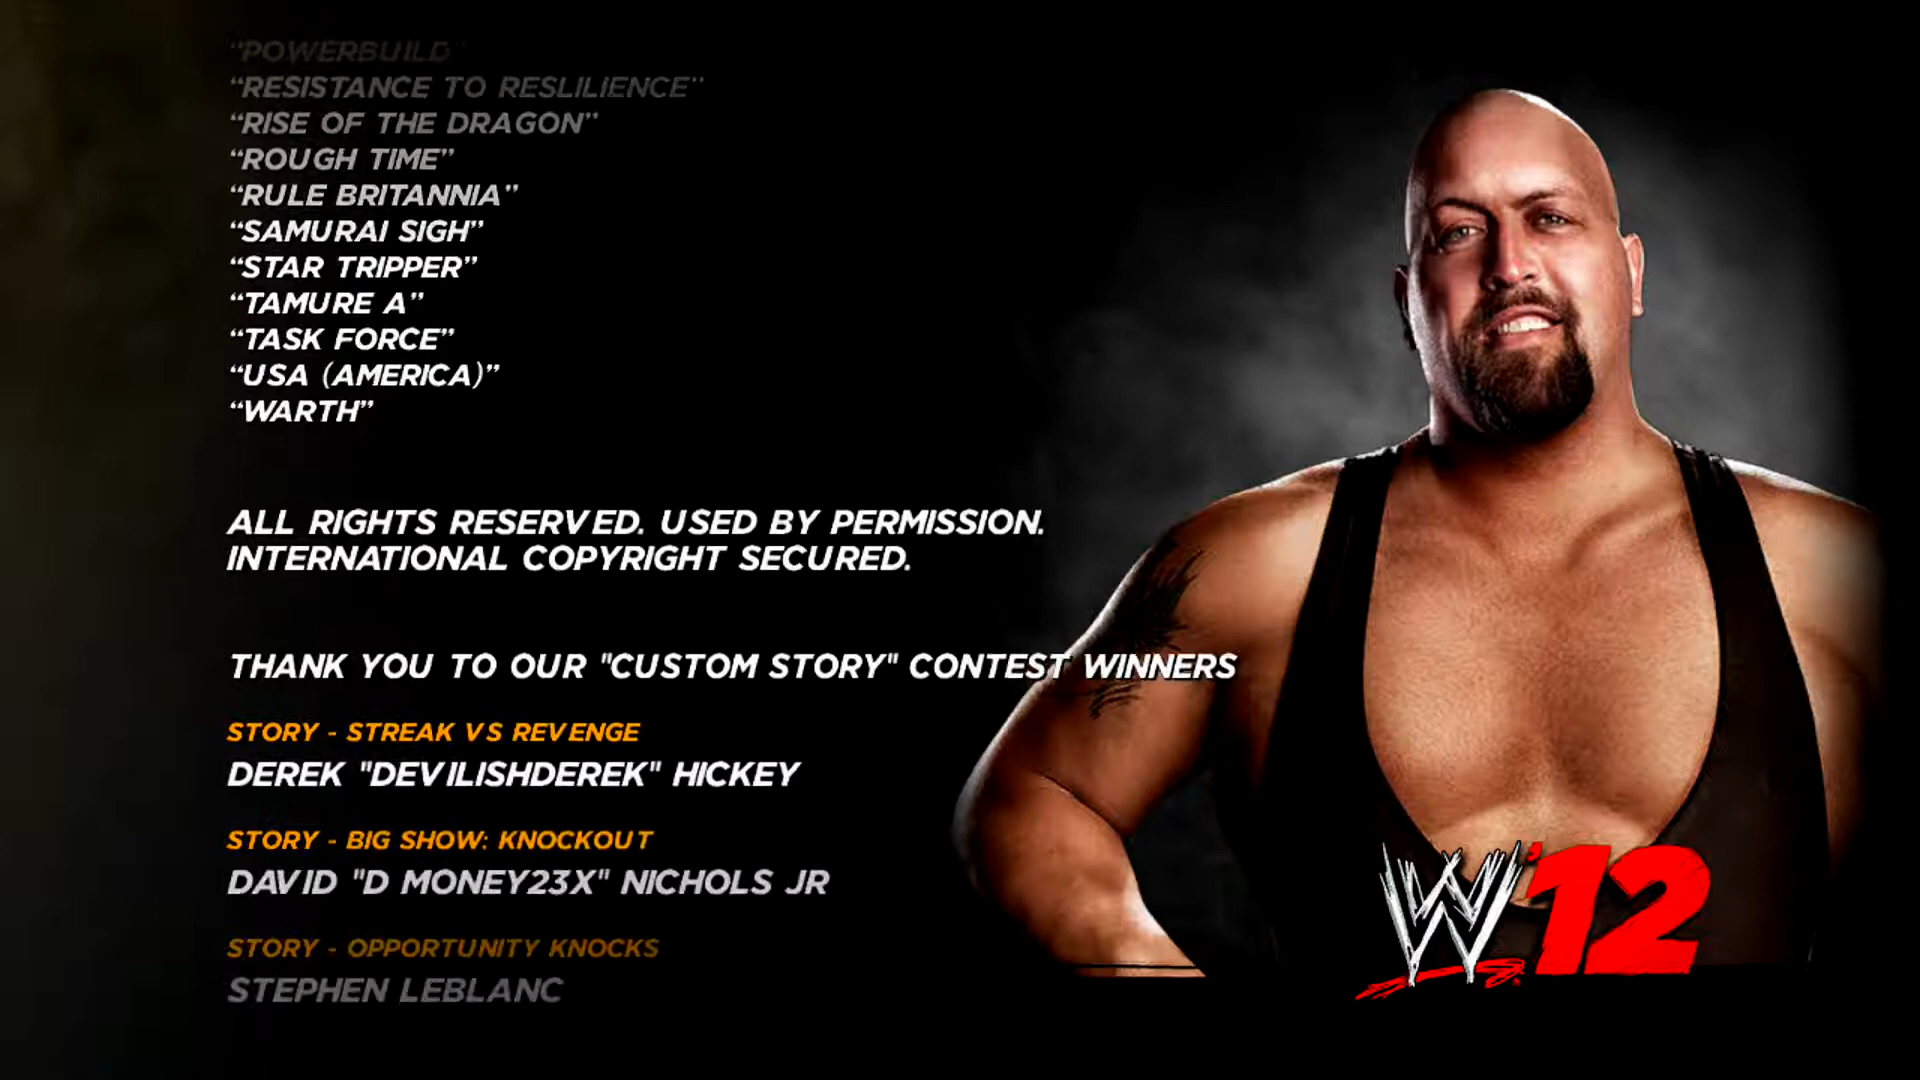 “POWERBUILD”
“RESISTANCE TO RESLILIENCE”
“RISE OF THE DRAGON”
“ROUGH TIME”
“RULE BRITANNIA”
“SAMURAI SIGH”
“STAR TRIPPER”
“TAMURE A”
“TASK FORCE”
“USA (AMERICA)”
“WARTH”
ALL RIGHTS RESERVED. USED BY PERMISSION.
INTERNATIONAL COPYRIGHT SECURED.
THANK YOU TO OUR "CUSTOM STORY" CONTEST WINNERS
STORY - STREAK VS REVENGE
DEREK "DEVILISHDEREK" HICKEY
STORY - BIG SHOW: KNOCKOUT
DAVID "D MONEY23X" NICHOLS JR
STORY - OPPORTUNITY KNOCKS
STEPHEN LEBLANC
W '12